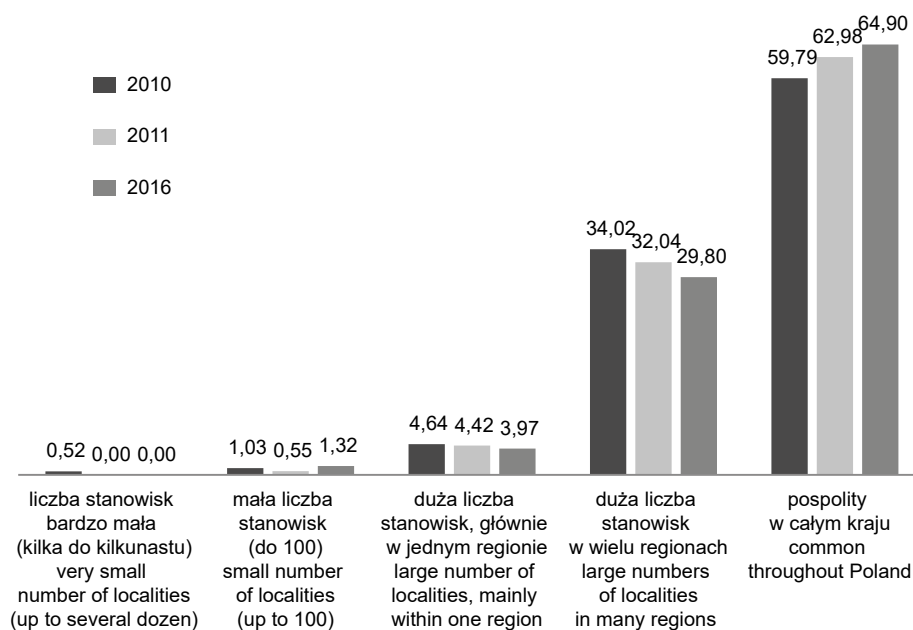 2010
2011
2016
0,52
0,00
0,00
1,03
0,55
1,32
4,64
4,42
3,97
34,02
32,04
29,80
59,79
62,98
64,90
liczba stanowisk
bardzo mała
(kilka do kilkunastu)
very small
number of localities
(up to several dozen)
mała liczba
stanowisk
(do 100)
small number
of localities
(up to 100)
duża liczba
stanowisk, głównie
w jednym regionie
large number of
localities, mainly
within one region
duża liczba
stanowisk
w wielu regionach
large numbers
of localities
in many regions
pospolity
w całym kraju
common
throughout Poland